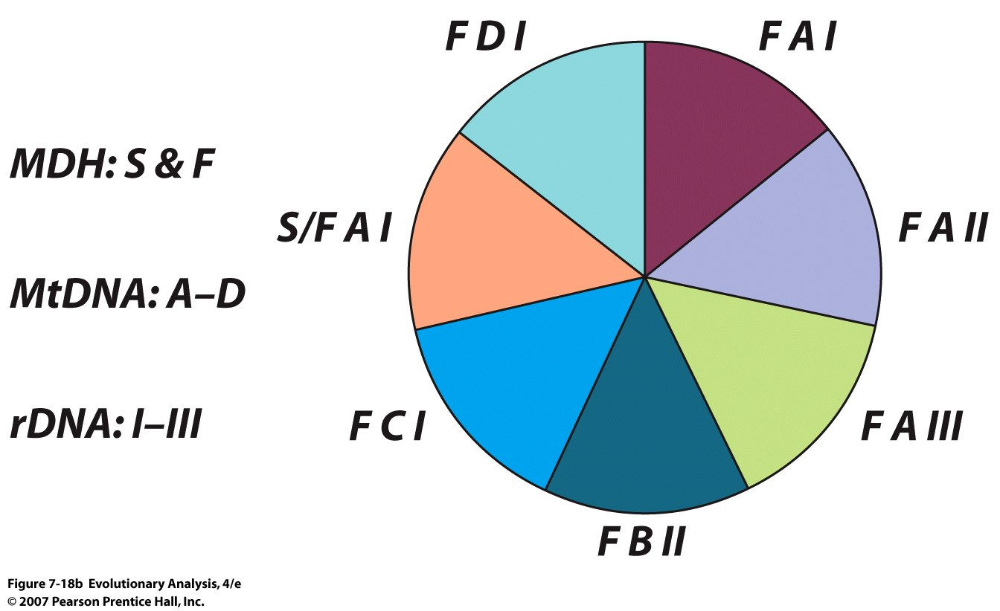 F D I
F A I
MDH: S & F
S/F A I
F A II
MtDNA: A–D
rDNA: I–III
F C I
F A III
F B II
Figure 7-18b Evolutionary Analysis, 4/e
© 2007 Pearson Prentice Hall, Inc.